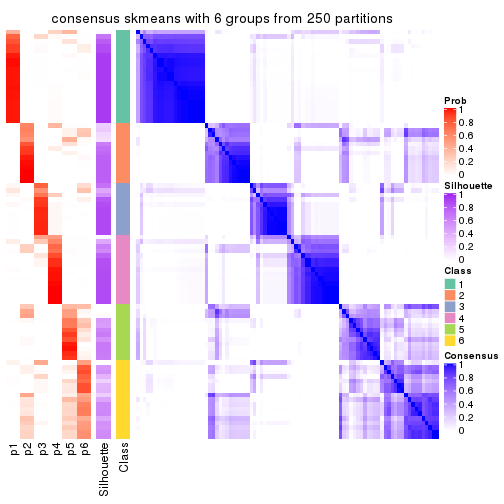 consensus skmeans with 6 groups from 250 partitions
Prob
1
0.8
0.6
0.4
0.2
0
Silhouette
1
0.8
0.6
0.4
0.2
0
Class
1
2
3
4
5
6
Consensus
1
0.8
0.6
0.4
0.2
0
p1
p2
p3
p4
p5
p6
Silhouette
Class